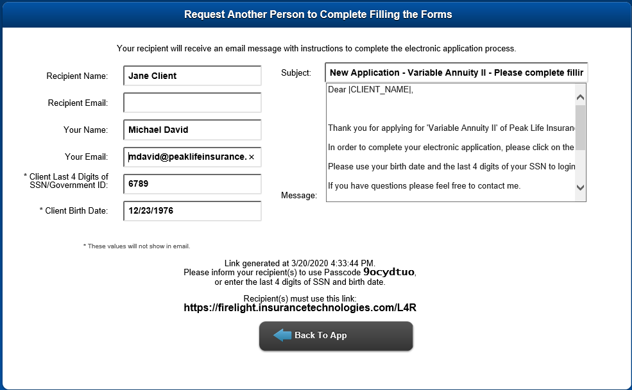 Request Another Person to Complete Filling the Forms
Your recipient will receive an email message with instructions to complete the electronic application process.
Recipient Name:
Jane Client
Recipient Email:
Your Name:
Michael David
Your Email:
mdavid@peaklifeinsurance.
* Client Last 4 Digits of
SSN/Government ID:
6789
* Client Birth Date:
12/23/1976
* These values will not show in email.
Subject:
New Application - Variable Annuity II - Please complete fillir
Message:
Dear |CLIENT_NAME|,
Thank you for applying for 'Variable Annuity II' of Peak Life Insuran
In order to complete your electronic application, please click on the
Please use your birth date and the last 4 digits of your SSN to login
If you have questions please feel free to contact me.
Link generated at 3/20/2020 4:33:44 PM.
Please inform your recipient(s) to use Passcode 9ocydtuo,
or enter the last 4 digits of SSN and birth date.
Recipient(s) must use this link:
https://firelight.insurancetechnologies.com/L4R
Back To App